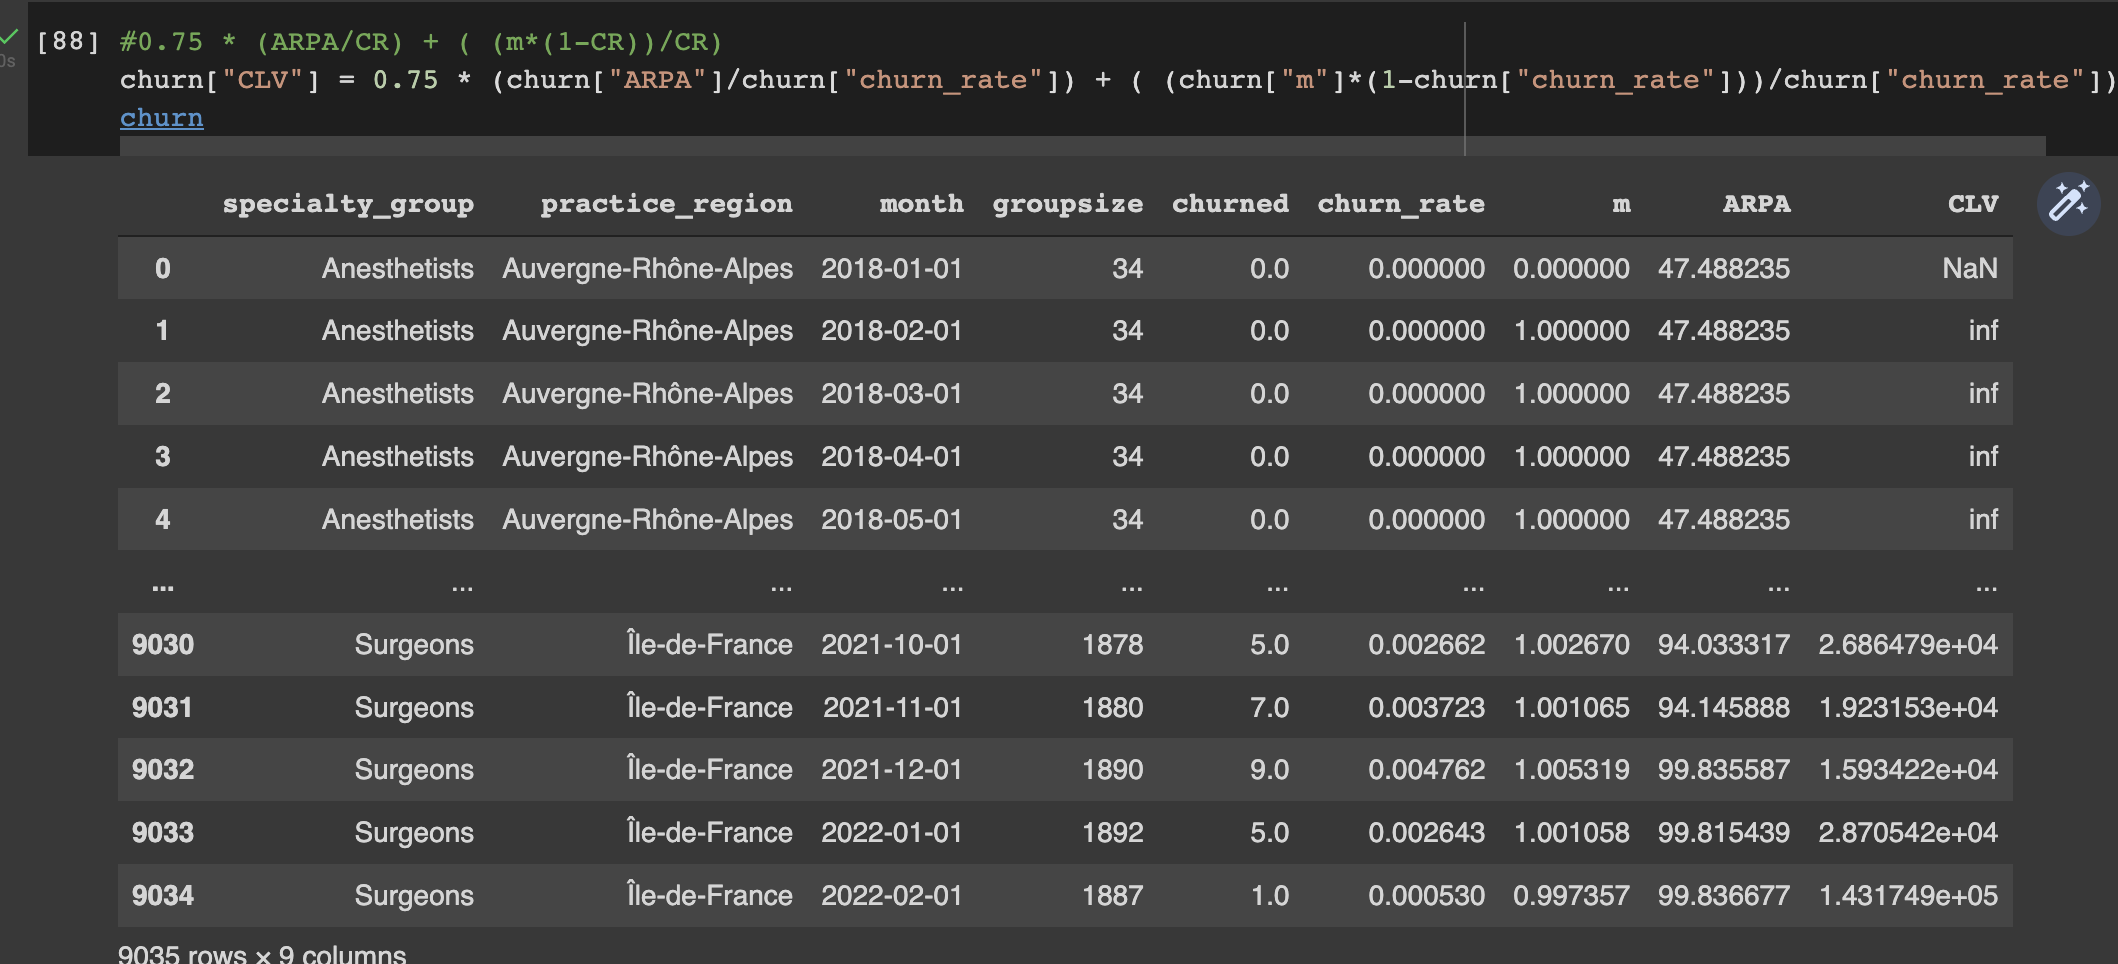 [88] #0.75 * (ARPA/CR) + ( (m*(1-CR))/CR)
churn["CLV"] = 0.75 * (churn["ARPA"]/churn["churn_rate"]) + ( (churn["m"]*(1-churn["churn_rate"]))/churn["churn_rate"])
churn
0s
specialty_group practice_region month groupsize churned churn_rate m ARPA CLV
0 Anesthetists Auvergne-Rhône-Alpes 2018-01-01 34 0.0 0.000000 0.000000 47.488235 NaN
1 Anesthetists Auvergne-Rhône-Alpes 2018-02-01 34 0.0 0.000000 1.000000 47.488235 inf
2 Anesthetists Auvergne-Rhône-Alpes 2018-03-01 34 0.0 0.000000 1.000000 47.488235 inf
3 Anesthetists Auvergne-Rhône-Alpes 2018-04-01 34 0.0 0.000000 1.000000 47.488235 inf
4 Anesthetists Auvergne-Rhône-Alpes 2018-05-01 34 0.0 0.000000 1.000000 47.488235 inf
... ... ... ... ... ... ... ... ... ...
9030 Surgeons Île-de-France 2021-10-01 1878 5.0 0.002662 1.002670 94.033317 2.686479e+04
9031 Surgeons Île-de-France 2021-11-01 1880 7.0 0.003723 1.001065 94.145888 1.923153e+04
9032 Surgeons Île-de-France 2021-12-01 1890 9.0 0.004762 1.005319 99.835587 1.593422e+04
9033 Surgeons Île-de-France 2022-01-01 1892 5.0 0.002643 1.001058 99.815439 2.870542e+04
9034 Surgeons Île-de-France 2022-02-01 1887 1.0 0.000530 0.997357 99.836677 1.431749e+05
9035 rows × 9 columns